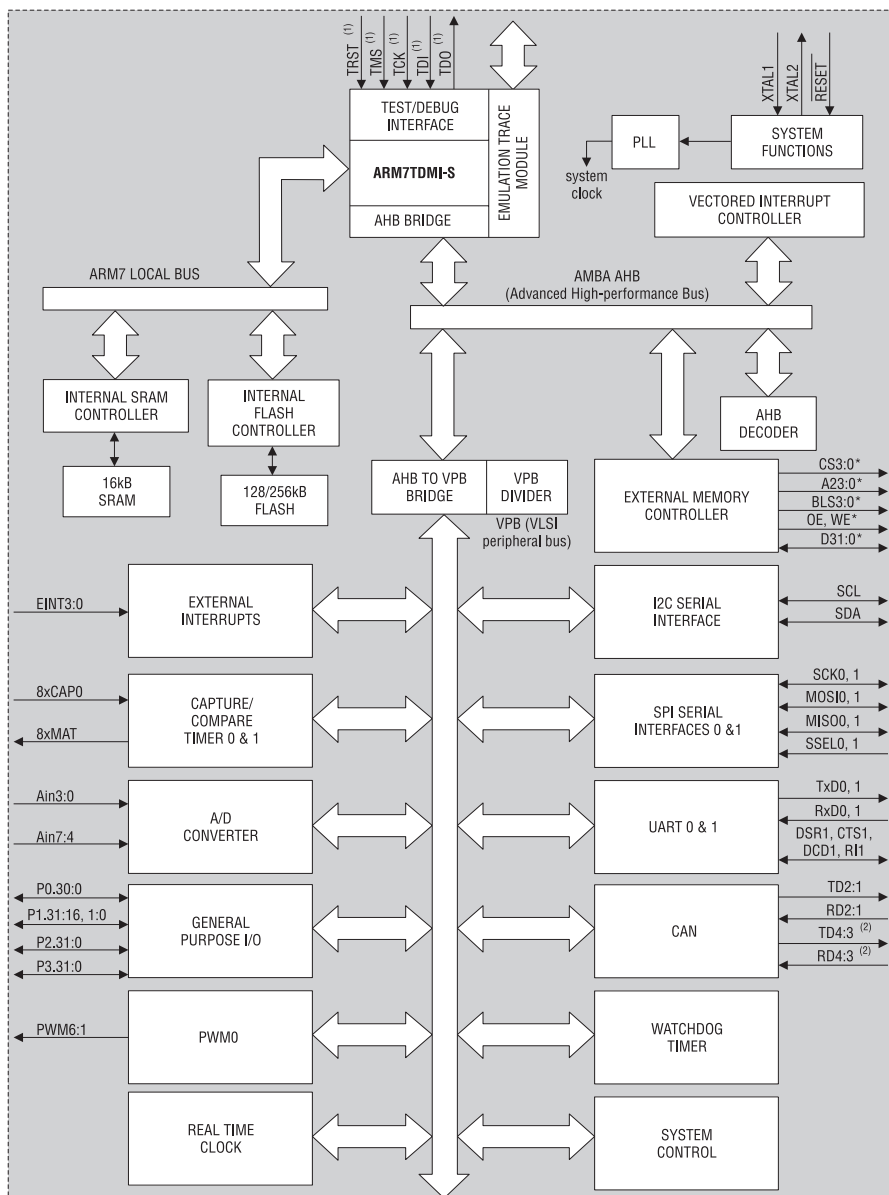 TRST (1)
TMS (1)
TCK (1)
TDI (1)
TDO (1)
XTAL1
XTAL2
RESET
TEST/DEBUG
INTERFACE
ARM7TDMI-S
AHB BRIDGE
EMULATION TRACE
MODULE
PLL
SYSTEM
FUNCTIONS
system
clock
VECTORED INTERRUPT
CONTROLLER
ARM7 LOCAL BUS
AMBA AHB
(Advanced High-performance Bus)
INTERNAL SRAM
CONTROLLER
INTERNAL
FLASH
CONTROLLER
AHB
DECODER
16kB
SRAM
128/256kB
FLASH
AHB TO VPB
BRIDGE
VPB
DIVIDER
VPB (VLSI
peripheral bus)
EXTERNAL MEMORY
CONTROLLER
CS3:0*
A23:0*
BLS3:0*
OE, WE*
D31:0*
EINT3:0
EXTERNAL
INTERRUPTS
I2C SERIAL
INTERFACE
SCL
SDA
8xCAP0
8xMAT
CAPTURE/
COMPARE
TIMER 0 & 1
SPI SERIAL
INTERFACES 0 &1
SCK0, 1
MOSI0, 1
MISO0, 1
SSEL0, 1
Ain3:0
Ain7:4
A/D
CONVERTER
UART 0 & 1
TxD0, 1
RxD0, 1
DSR1, CTS1,
DCD1, RI1
P0.30:0
P1.31:16, 1:0
P2.31:0
P3.31:0
GENERAL
PURPOSE I/O
CAN
TD2:1
RD2:1
TD4:3 (2)
RD4:3 (2)
PWM6:1
PWM0
WATCHDOG
TIMER
REAL TIME
CLOCK
SYSTEM
CONTROL